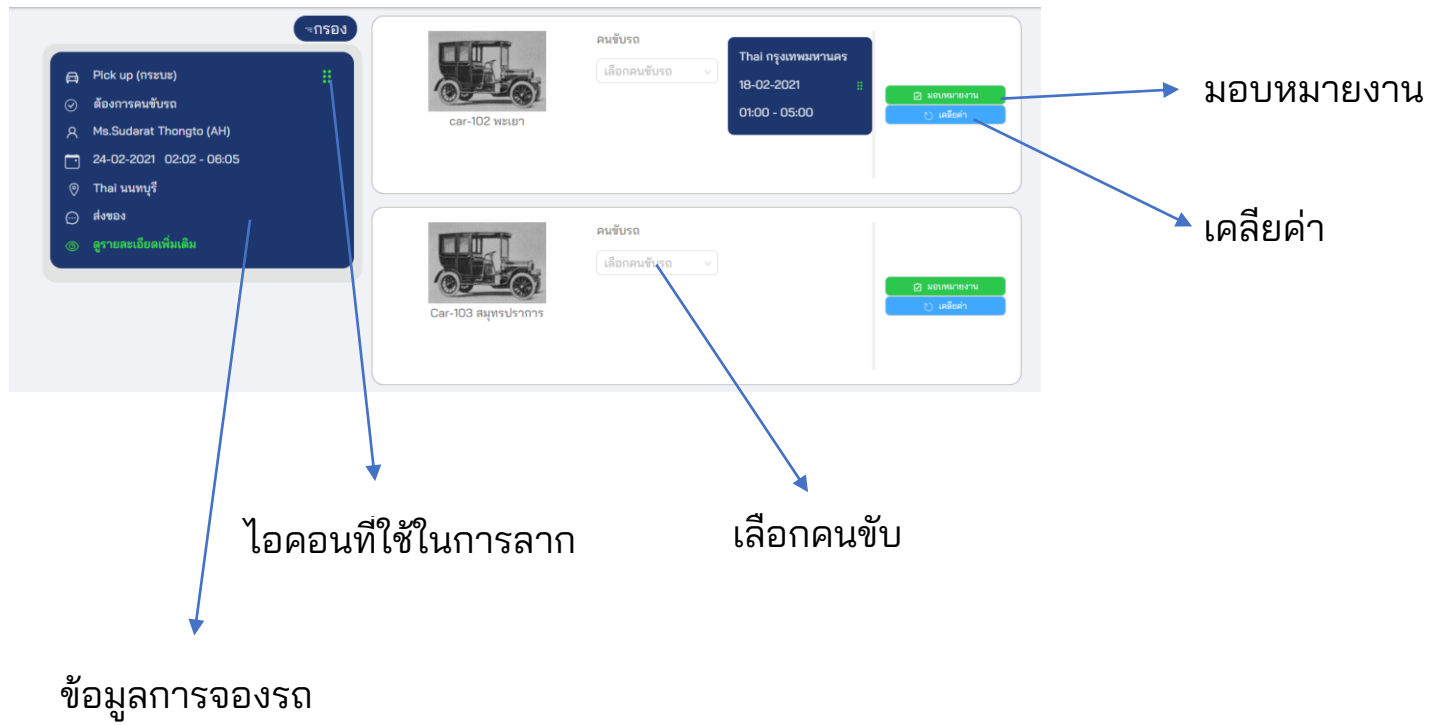 กรอง
Pick up (กระบะ)
ต้องการคนขับรถ
Ms.Sudarat Thongto (AH)
24-02-2021 02:02 - 06:05
Thai นนทบุรี
ส่งของ
ดูรายละเอียดเพิ่มเติม
car-102 พะเยา
คนขับรถ
เลือกคนขับรถ
Thai กรุงเทพมหานคร
18-02-2021
01:00 - 05:00
มอบหมายงาน
เคลียค่า
Car-103 สมุทรปราการ
คนขับรถ
เลือกคนขับรถ
มอบหมายงาน
เคลียค่า
มอบหมายงาน
เคลียค่า
ไอคอนที่ใช้ในการลาก
เลือกคนขับ
ข้อมูลการจองรถ